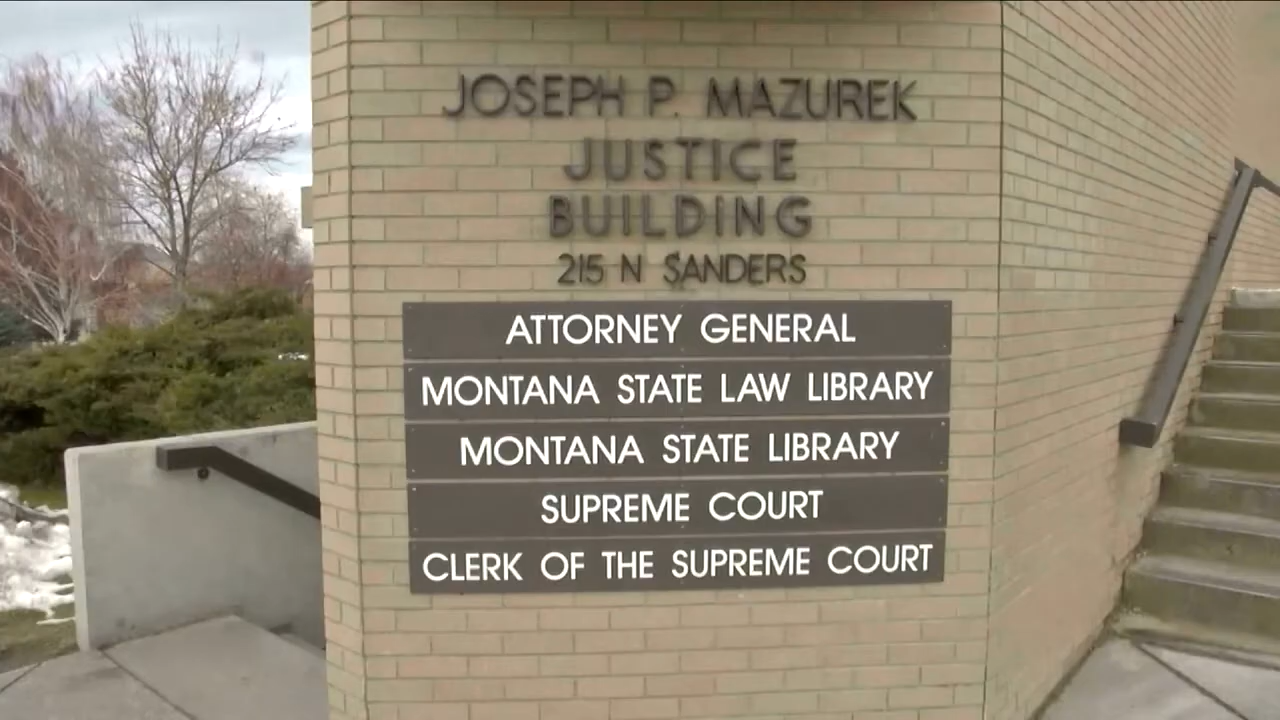 JOSEPH P. MAZUREK
JUSTICE
BUILDING
215 N SANDERS
ATTORNEY GENERAL
MONTANA STATE LAW LIBRARY
MONTANA STATE LIBRARY
SUPREME COURT
CLERK OF THE SUPREME COURT